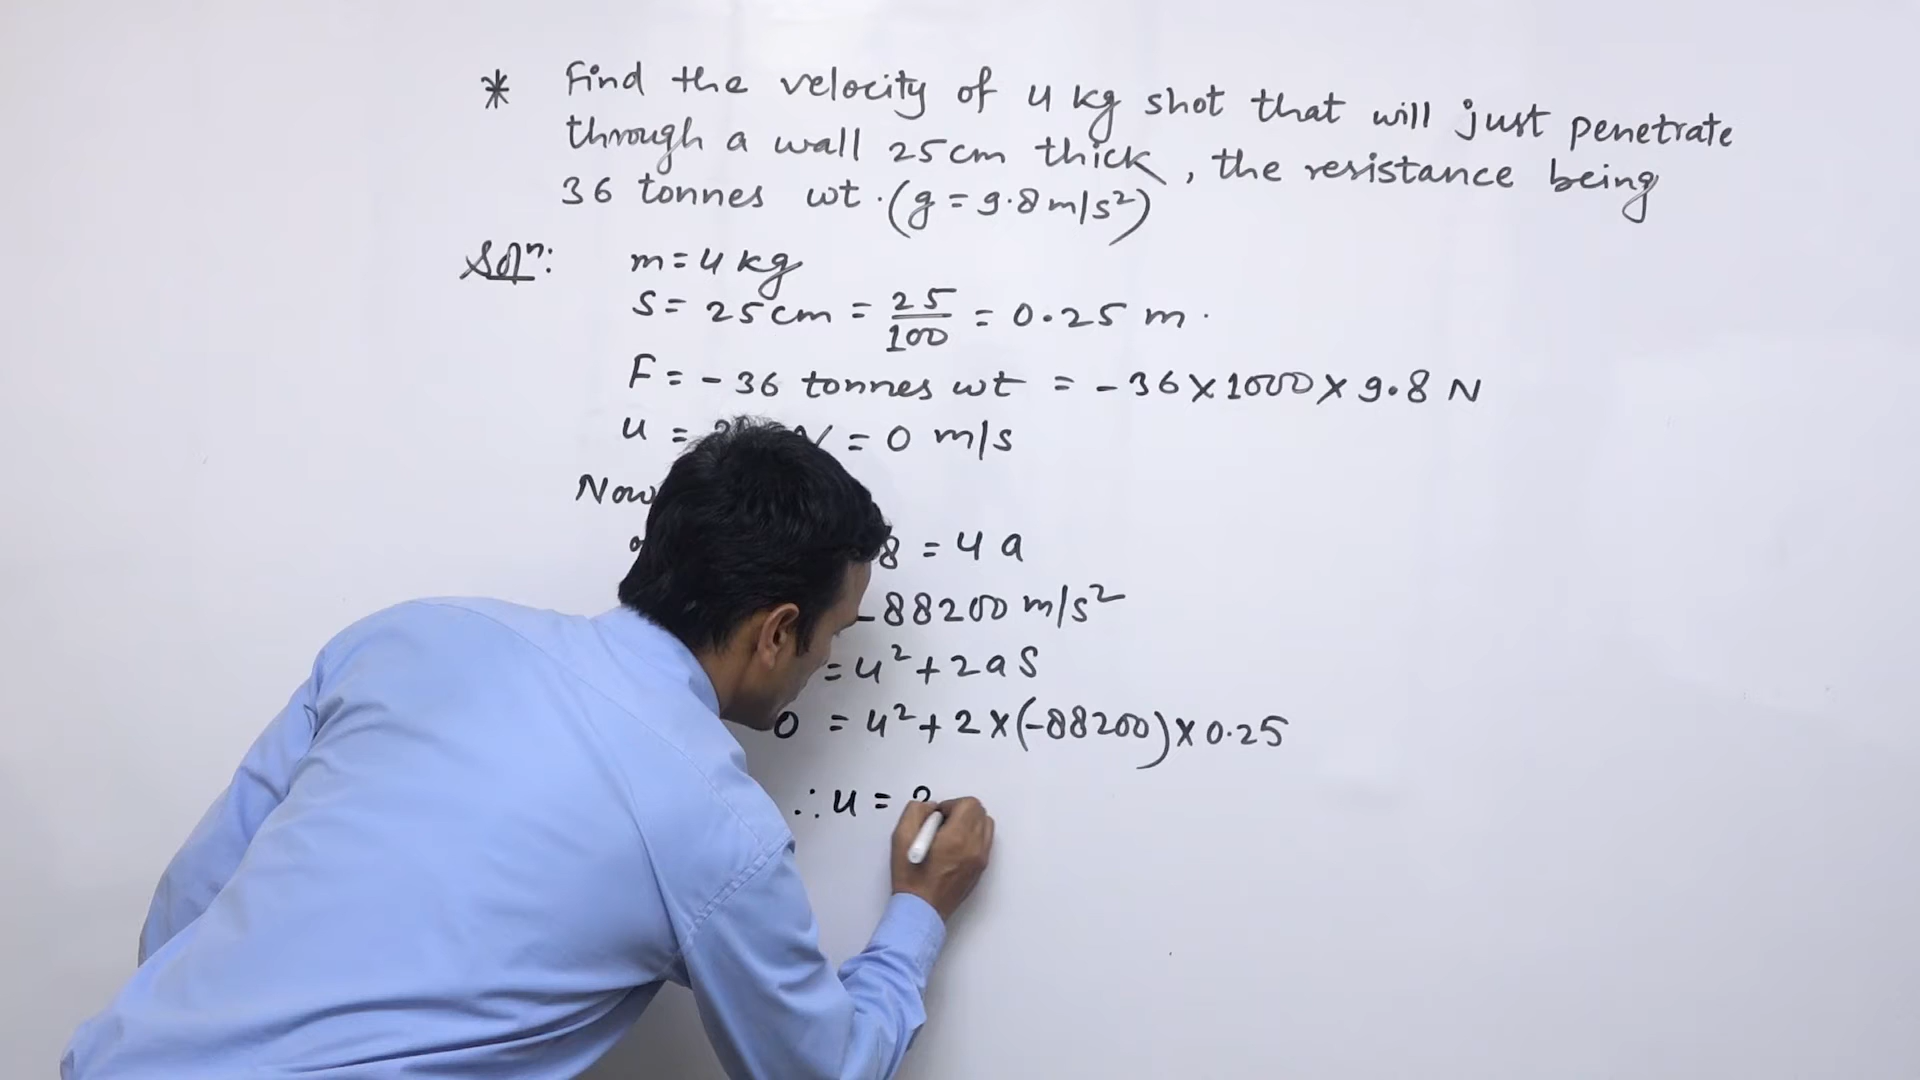 * Find the velocity of 4 kg shot that will just penetrate
through a wall 25cm thick, the resistance being
36 tonnes wt. (g = 9.8 m/s²)
Solⁿ: m = 4 kg
S = 25cm = 25/100 = 0.25 m.
F = - 36 tonnes wt = - 36 × 1000 × 9.8 N
u = = 0 m/s
Now
8 = 4 a
-88200 m/s²
= u² + 2 a S
0 = u² + 2 × (-88200) × 0.25
∴ u =